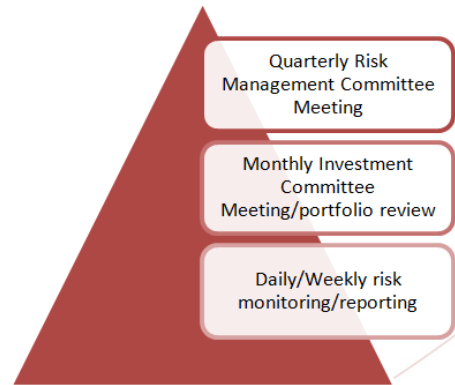 Quarterly Risk
Management Committee
Meeting
Monthly Investment
Committee
Meeting/portfolio review
Daily/Weekly risk
monitoring/reporting